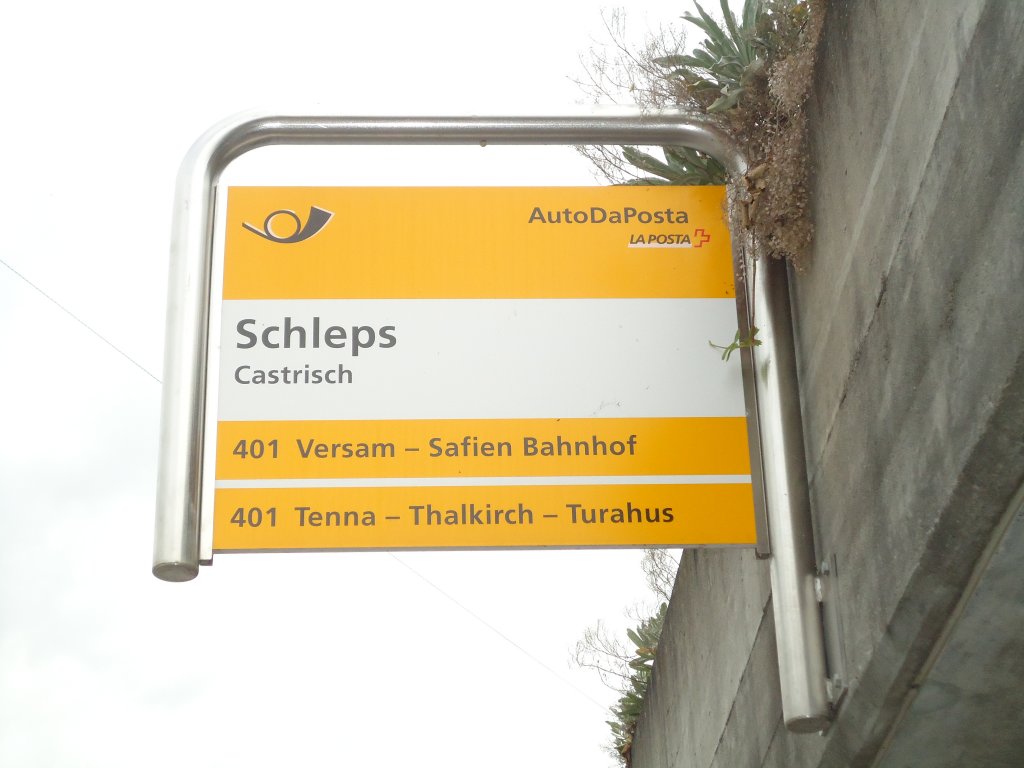 AutoDaPosta
LA POSTA
Schleps
Castrisch
401 Versam – Safien Bahnhof
401 Tenna – Thalkirch – Turahus